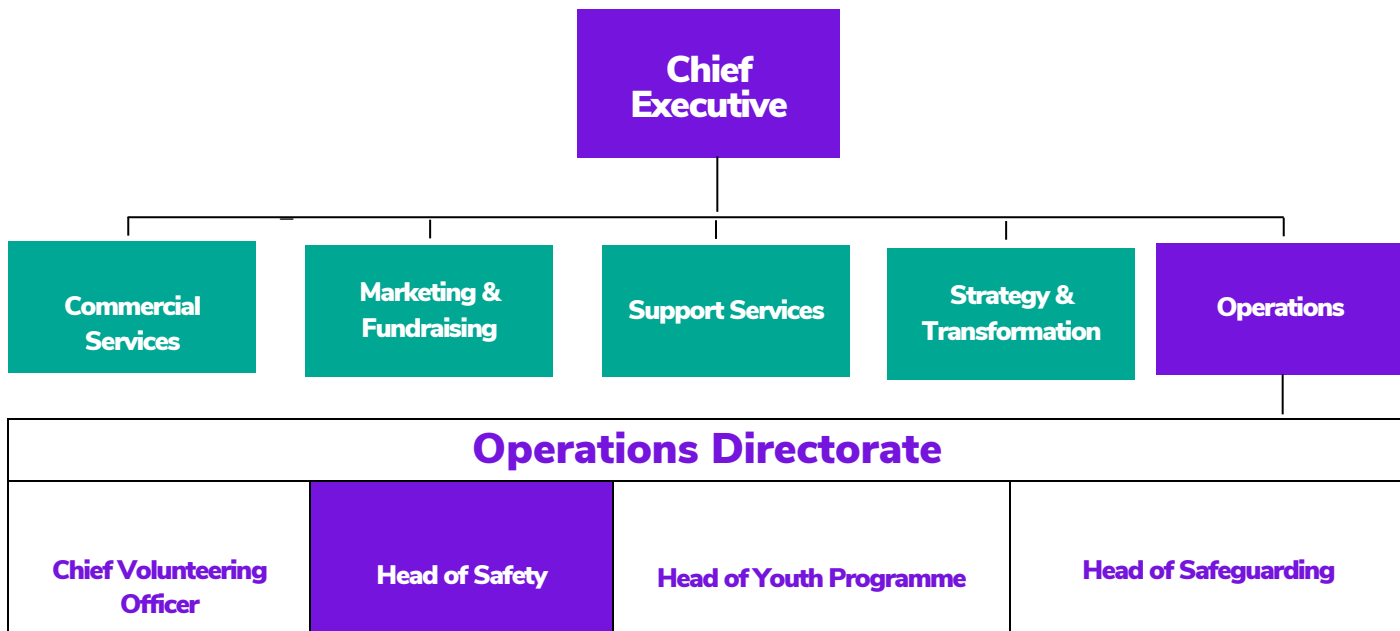 Chief
Executive
Commercial
Services
Marketing &
Fundraising
Support Services
Strategy &
Transformation
Operations
Operations Directorate
Chief Volunteering
Officer
Head of Safety
Head of Youth Programme
Head of Safeguarding